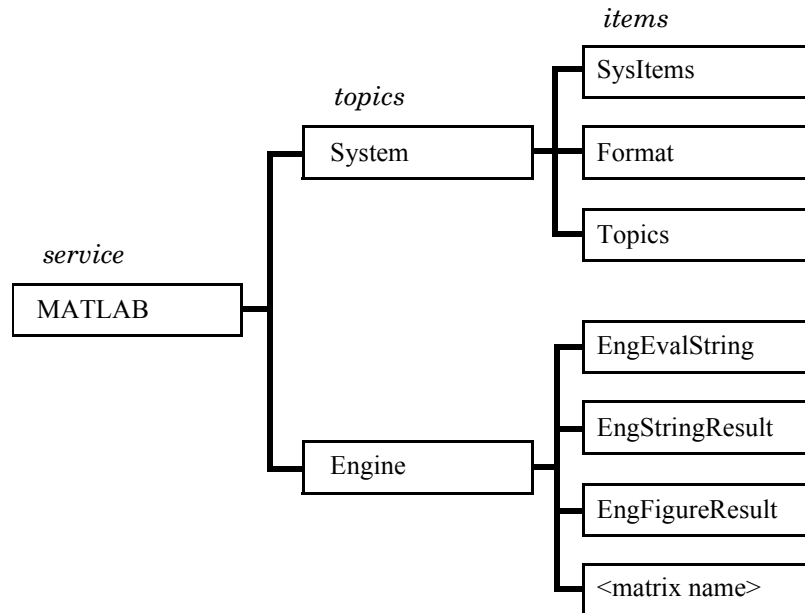 items
SysItems
topics
System
Format
Topics
service
MATLAB
EngEvalString
EngStringResult
Engine
EngFigureResult
<matrix name>